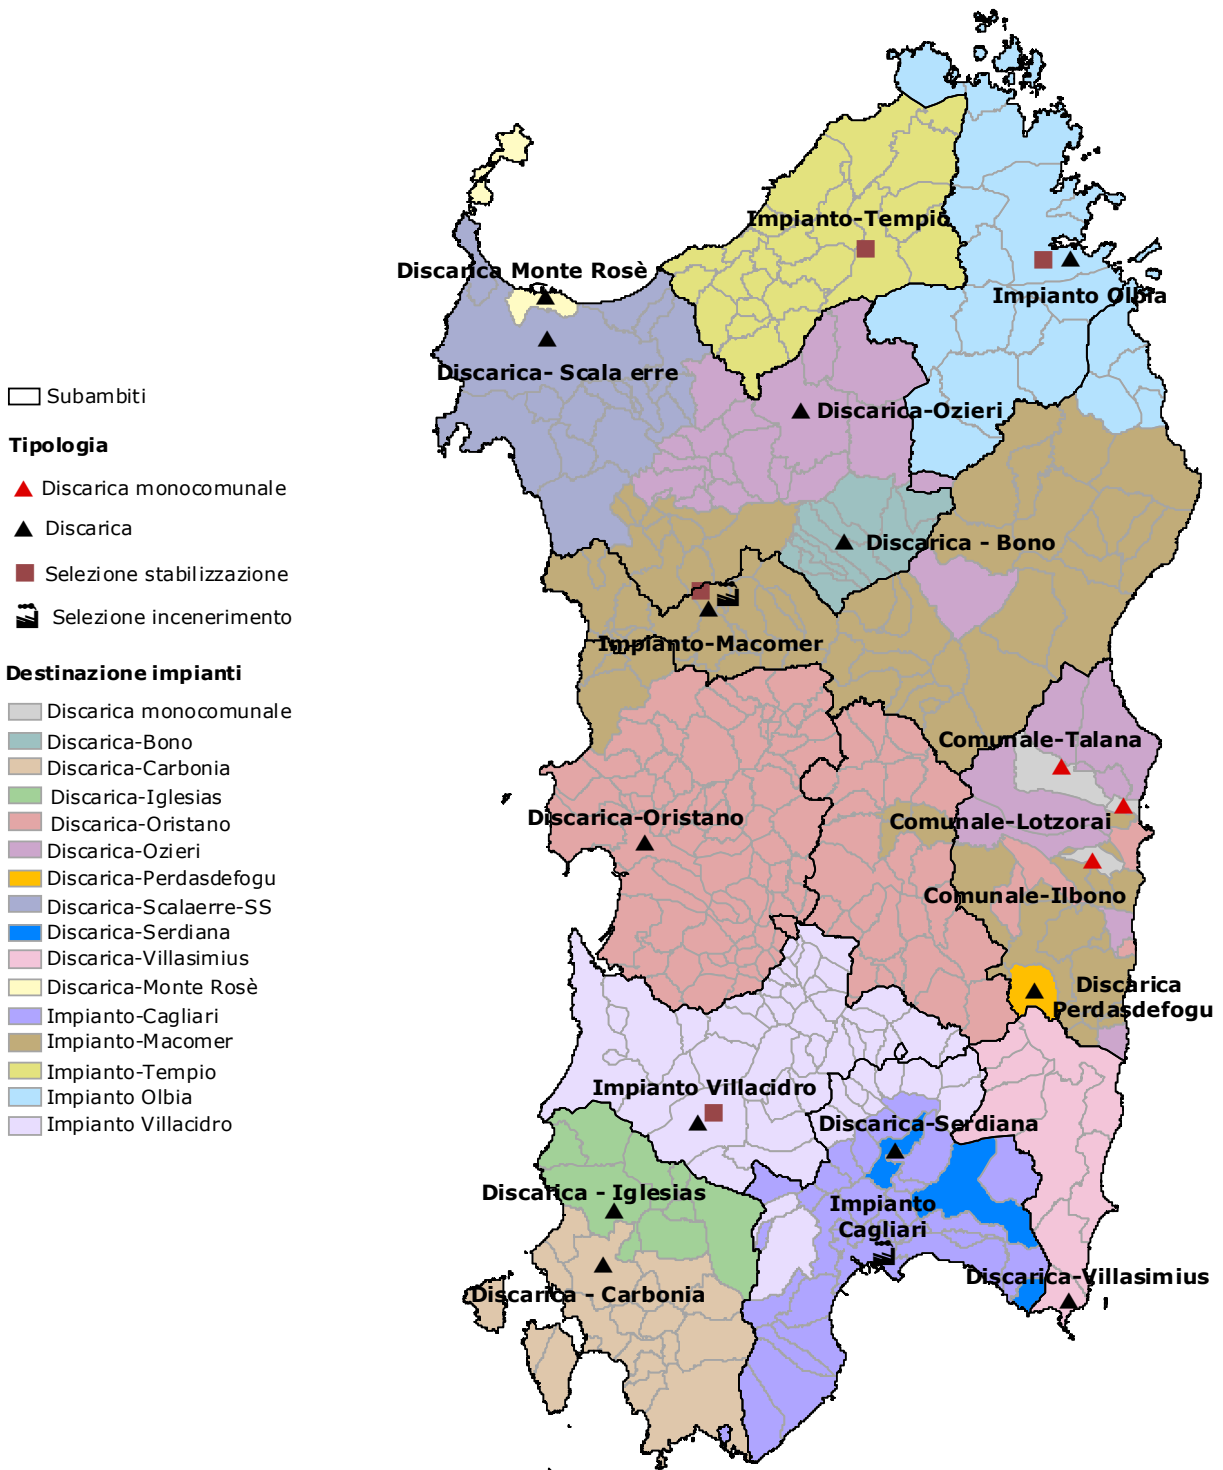 Impianto-Tempio
Discarica Monte Rosè
Impianto Olbia
Discarica- Scala erre
Discarica-Ozieri
Discarica - Bono
Impianto-Macomer
Comunale-Talana
Discarica-Oristano
Comunale-Lotzorai
Comunale-Ilbono
Discarica
Perdasdefogu
Impianto Villacidro
Discarica-Serdiana
Discarica - Iglesias
Impianto
Cagliari
Discarica-Villasimius
Discarica - Carbonia
Subambiti
Tipologia
Discarica monocomunale
Discarica
Selezione stabilizzazione
Selezione incenerimento
Destinazione impianti
Discarica monocomunale
Discarica-Bono
Discarica-Carbonia
Discarica-Iglesias
Discarica-Oristano
Discarica-Ozieri
Discarica-Perdasdefogu
Discarica-Scalaerre-SS
Discarica-Serdiana
Discarica-Villasimius
Discarica-Monte Rosè
Impianto-Cagliari
Impianto-Macomer
Impianto-Tempio
Impianto Olbia
Impianto Villacidro